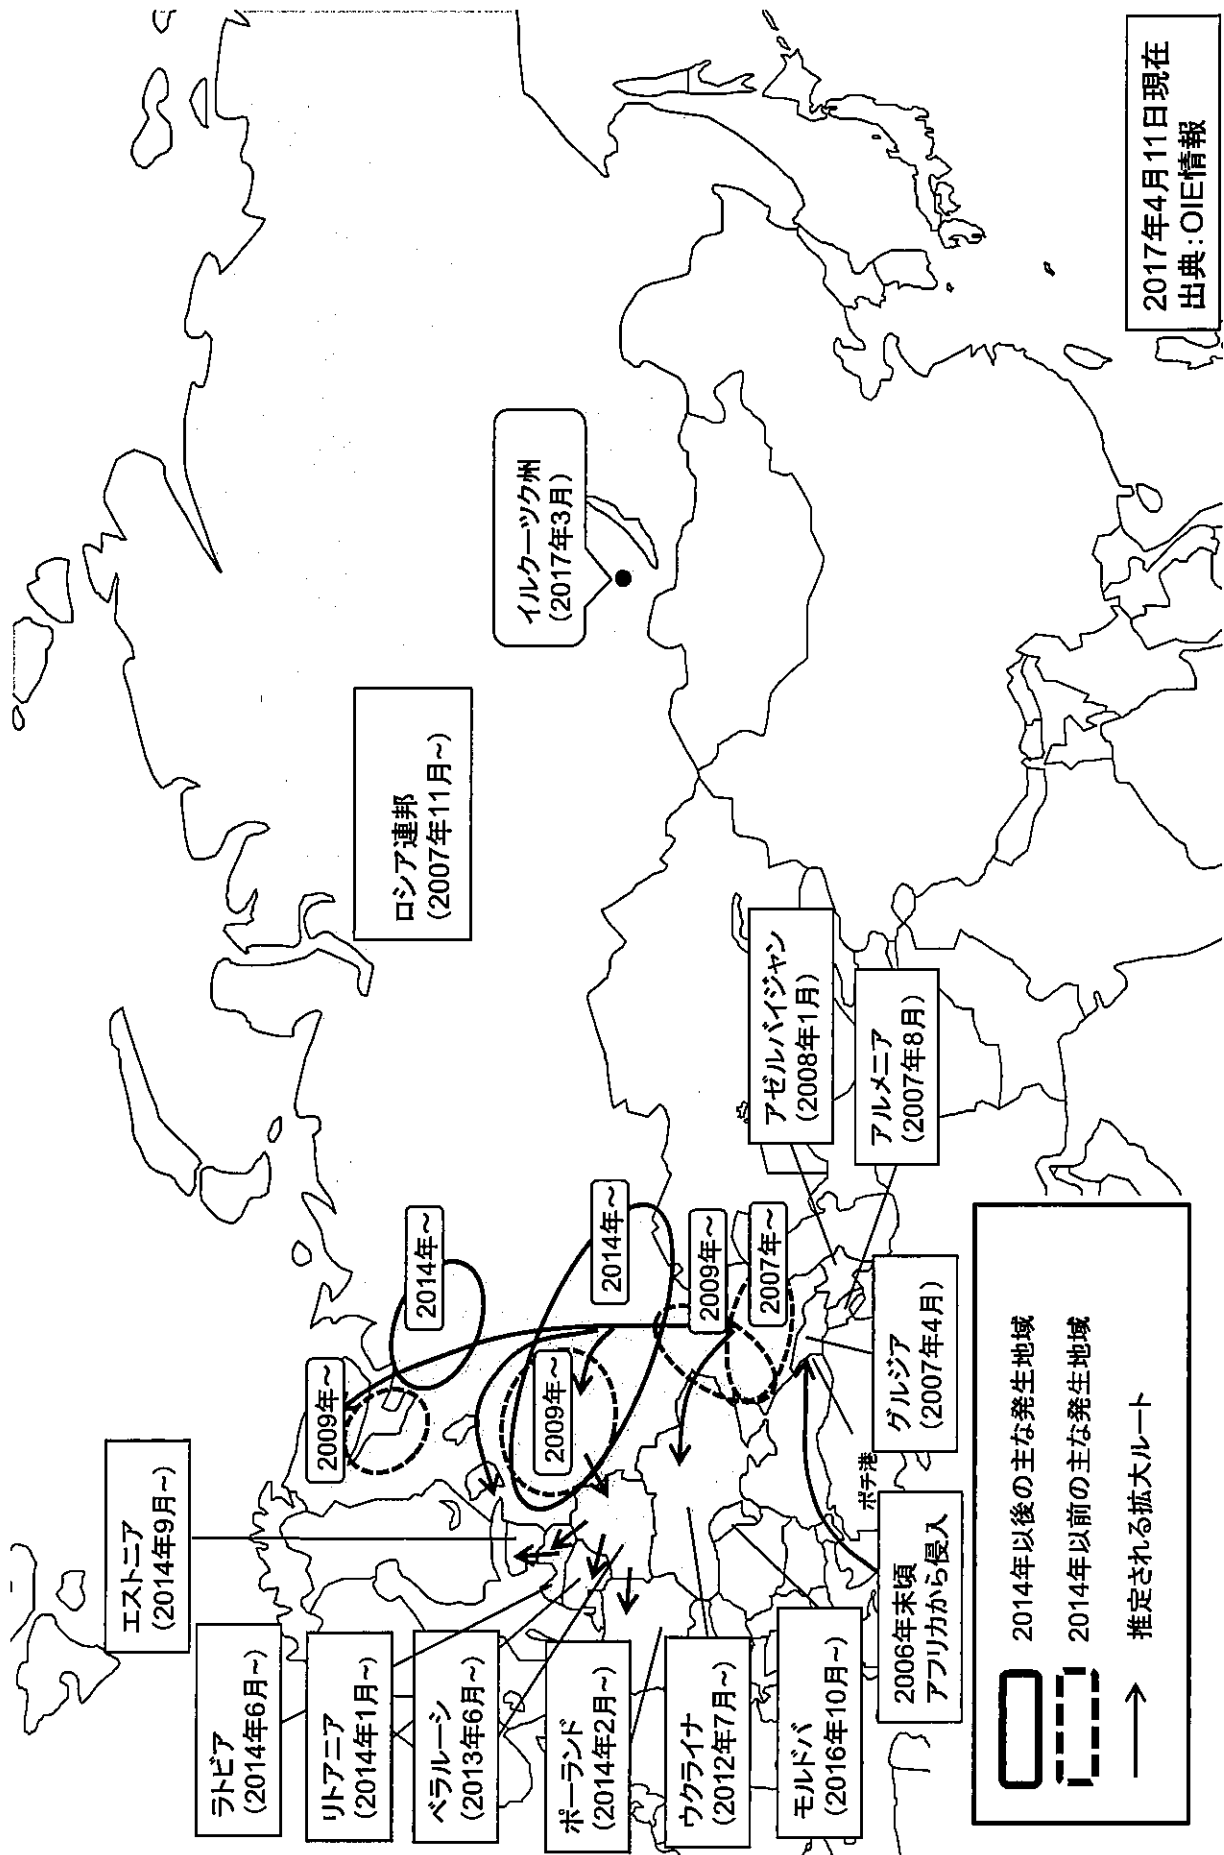 エストニア
(2014年9月~)
ラトビア
(2014年6月~)
リトアニア
(2014年1月~)
ベラルーシ
(2013年6月~)
ポーランド
(2014年2月~)
ウクライナ
(2012年7月~)
モルドバ
(2016年10月~)
2006年末頃
アフリカから侵入
ポチ港
グルジア
(2007年4月)
アルメニア
(2007年8月)
アゼルバイジャン
(2008年1月)
ロシア連邦
(2007年11月~)
イルクーツク州
(2017年3月)
2009年~
2014年~
2009年~
2014年~
2009年~
2007年~
2014年以後の主な発生地域
2014年以前の主な発生地域
推定される拡大ルート
2017年4月11日現在
出典:OIE情報